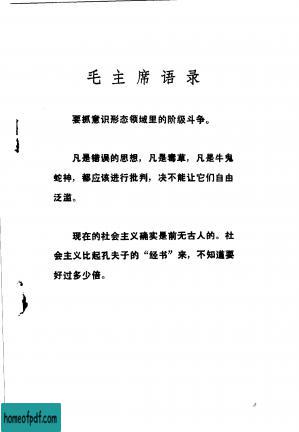 毛主席语录
要抓意识形态领域里的阶级斗争。
凡是错误的思想，凡是毒草，凡是牛鬼
蛇神，都应该进行批判，决不能让它们自由
泛滥。
现在的社会主义确实是前无古人的。社
会主义比起孔夫子的“经书”来，不知道要
好过多少倍。
homeofpdf.com